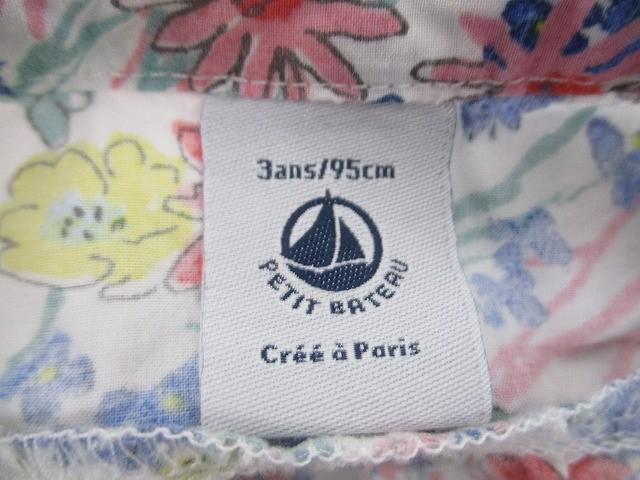 3ans/95cm
PETIT BATEAU
Créé à Paris